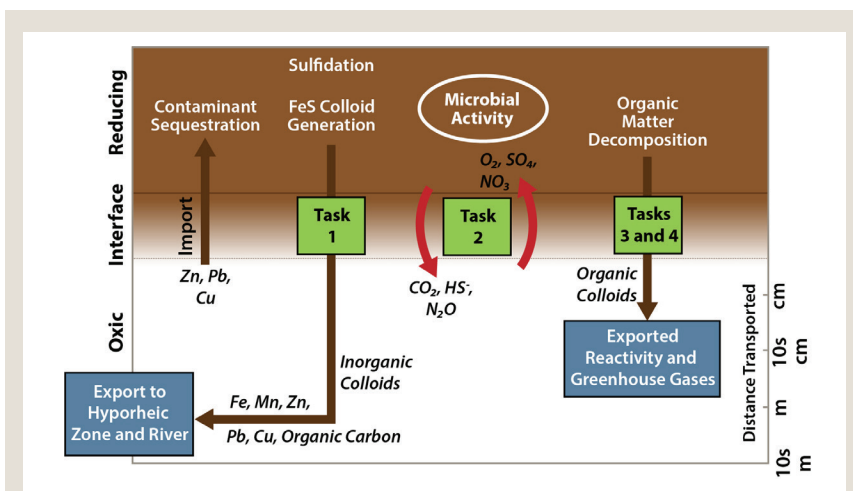 Reducing
Interface
Oxic
Sulfidation
Contaminant
Sequestration
FeS Colloid
Generation
Microbial
Activity
Organic
Matter
Decomposition
O₂, SO₄,
NO₃
Import
Task
1
Task
2
Tasks
3 and 4
Zn, Pb,
Cu
CO₂, HS⁻,
N₂O
Organic
Colloids
Inorganic
Colloids
Exported
Reactivity and
Greenhouse Gases
Export to
Hyporheic
Zone and River
Fe, Mn, Zn,
Pb, Cu, Organic Carbon
Distance Transported
cm
10s
cm
m
10s
m